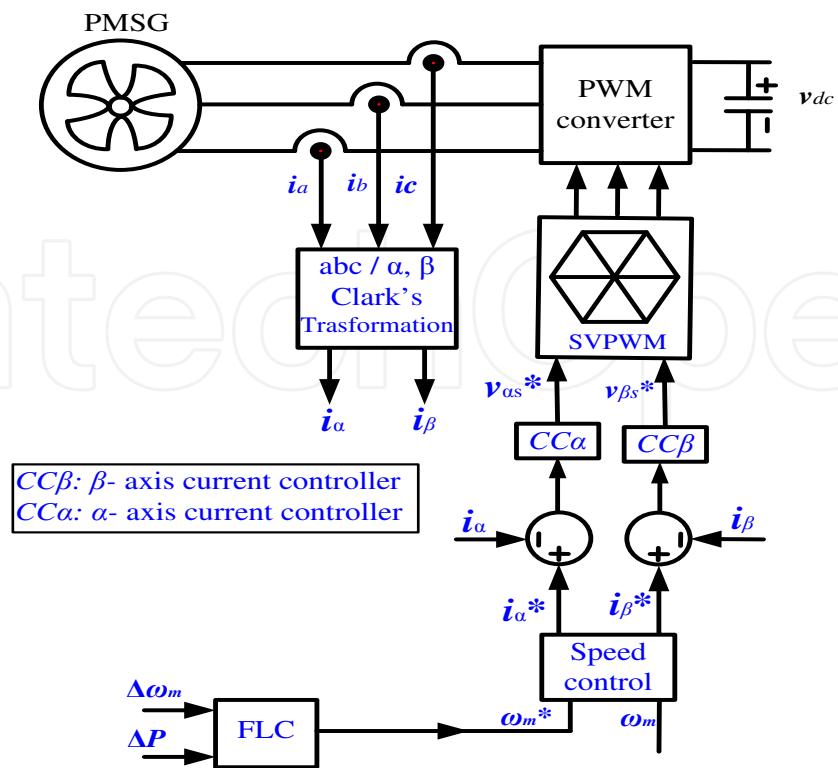 PMSG
PWM
converter
+
-
vdc
ia
ib
ic
abc / α, β
Clark's
Trasformation
SVPWM
iα
iβ
vαs*
vβs*
CCα
CCβ
CCβ: β- axis current controller
CCα: α- axis current controller
iα
-
+
+
-
iβ
iα*
iβ*
Speed
control
Δωm
ΔP
FLC
ωm*
ωm
ntechOpe